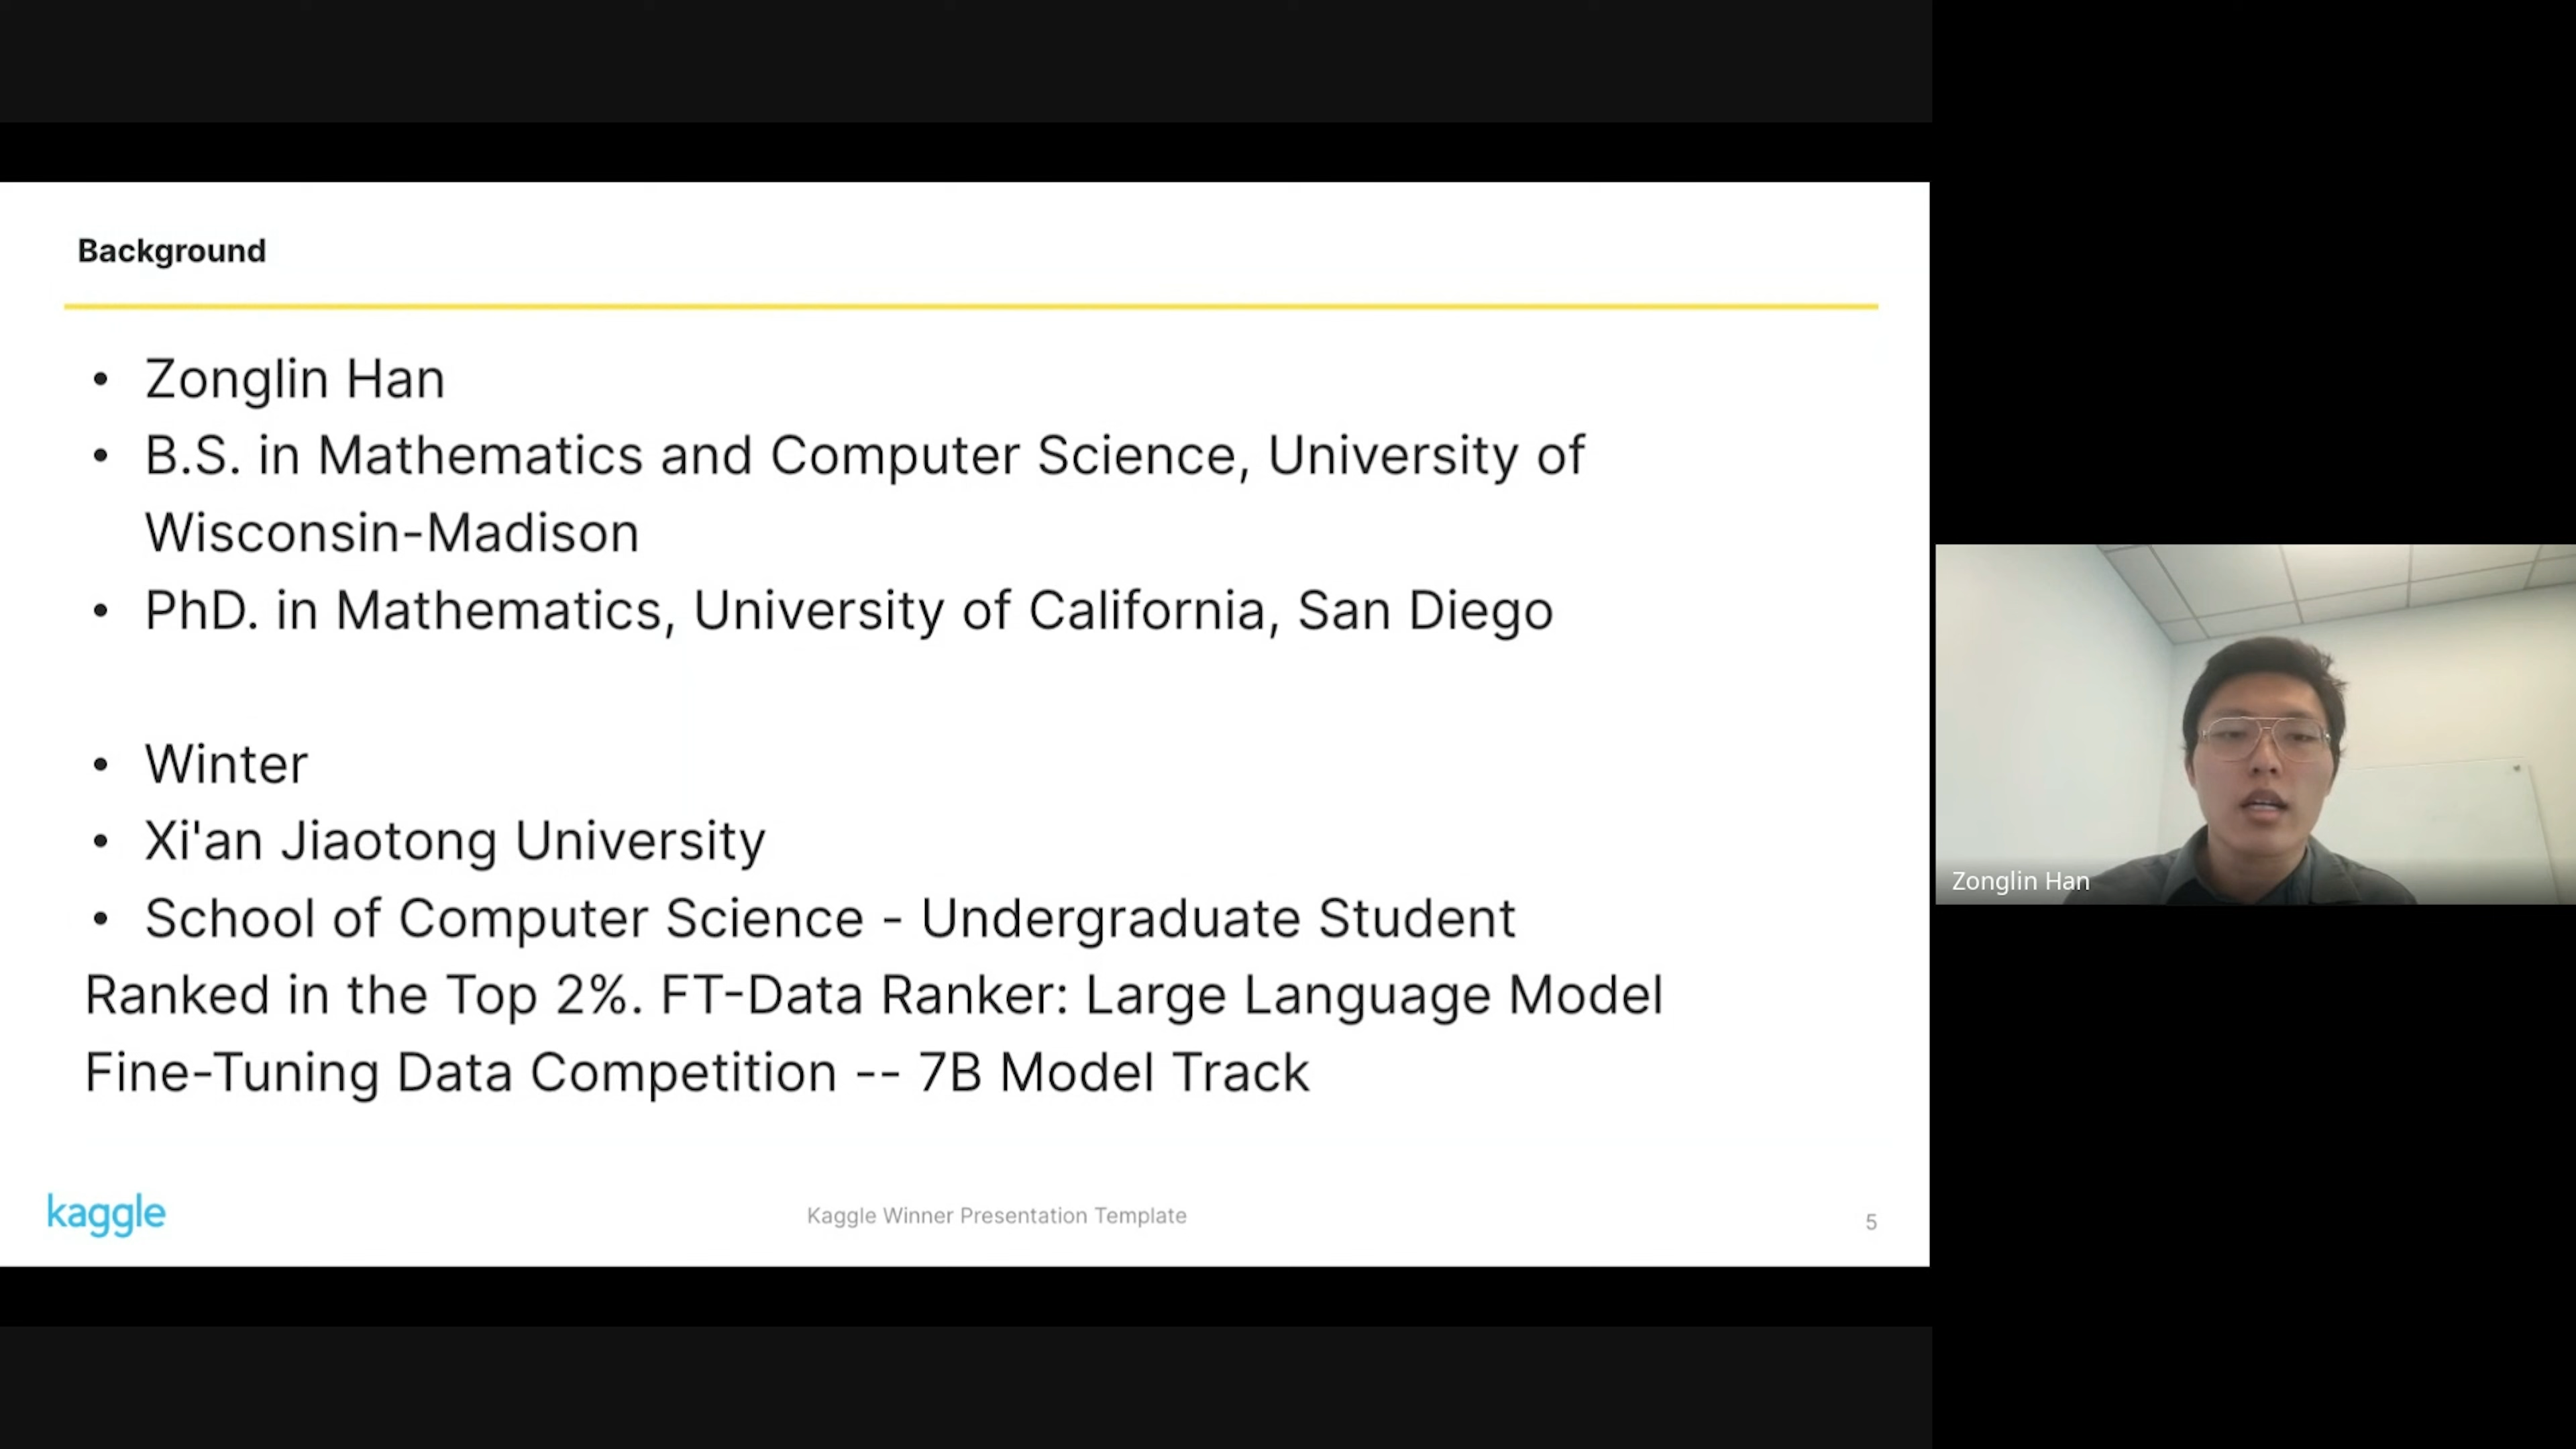 Background
• Zonglin Han
• B.S. in Mathematics and Computer Science, University of
Wisconsin-Madison
• PhD. in Mathematics, University of California, San Diego
• Winter
• Xi'an Jiaotong University
• School of Computer Science - Undergraduate Student
Ranked in the Top 2%. FT-Data Ranker: Large Language Model
Fine-Tuning Data Competition -- 7B Model Track
kaggle
Kaggle Winner Presentation Template
5
Zonglin Han